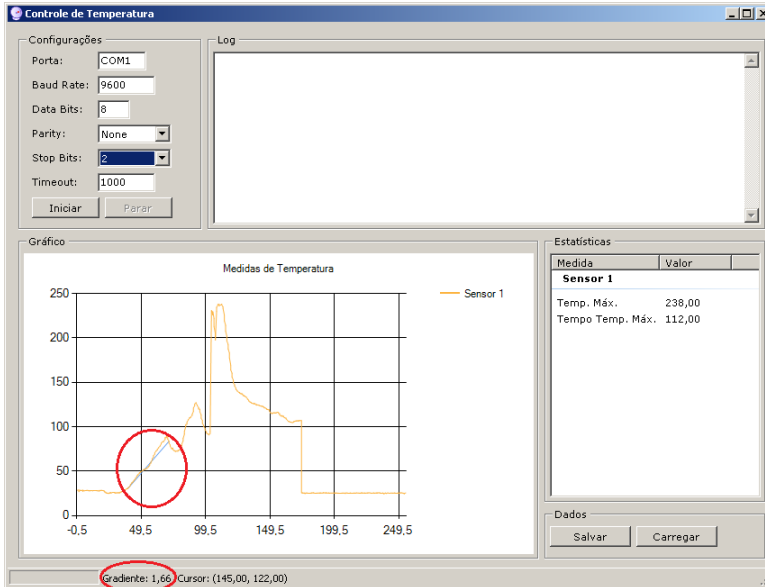 Controle de Temperatura
Configurações
Porta: COM1
Baud Rate: 9600
Data Bits: 8
Parity: None
Stop Bits: 2
Timeout: 1000
Iniciar Parar
Log
Gráfico
Medidas de Temperatura
Sensor 1
250
200
150
100
50
0
-0,5 49,5 99,5 149,5 199,5 249,5
Estatísticas
Medida Valor
Sensor 1
Temp. Máx. 238,00
Tempo Temp. Máx. 112,00
Dados
Salvar Carregar
Gradiente: 1,66 Cursor: (145,00, 122,00)